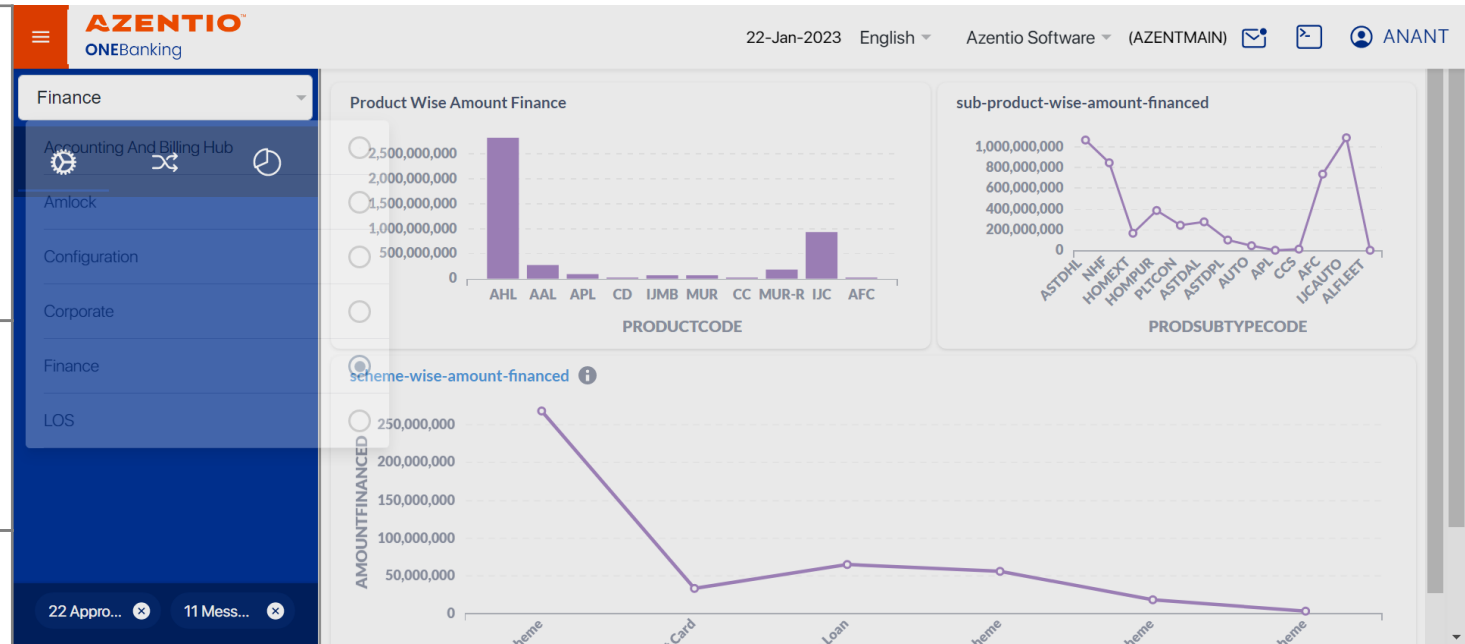 AZENTIO
ONEBanking
22-Jan-2023 English Azentio Software (AZENTMAIN) ANANT
Finance
Accounting And Billing Hub
Amlock
Configuration
Corporate
Finance
LOS
22 Appro... 11 Mess...
Product Wise Amount Finance
2,500,000,000
2,000,000,000
1,500,000,000
1,000,000,000
500,000,000
0
AHL AAL APL CD IJMB MUR CC MUR-R IJC AFC
PRODUCTCODE
sub-product-wise-amount-financed
1,000,000,000
800,000,000
600,000,000
400,000,000
200,000,000
0
ASTDHL NHF HOMEXT HOMPUR PLTCON ASTDAL ASTDPL AUTO APL CCS AFC IJCAUTO ALFLEET
PRODSUBTYPECODE
scheme-wise-amount-financed
AMOUNTFINANCED
250,000,000
200,000,000
150,000,000
100,000,000
50,000,000
0
Card Loan